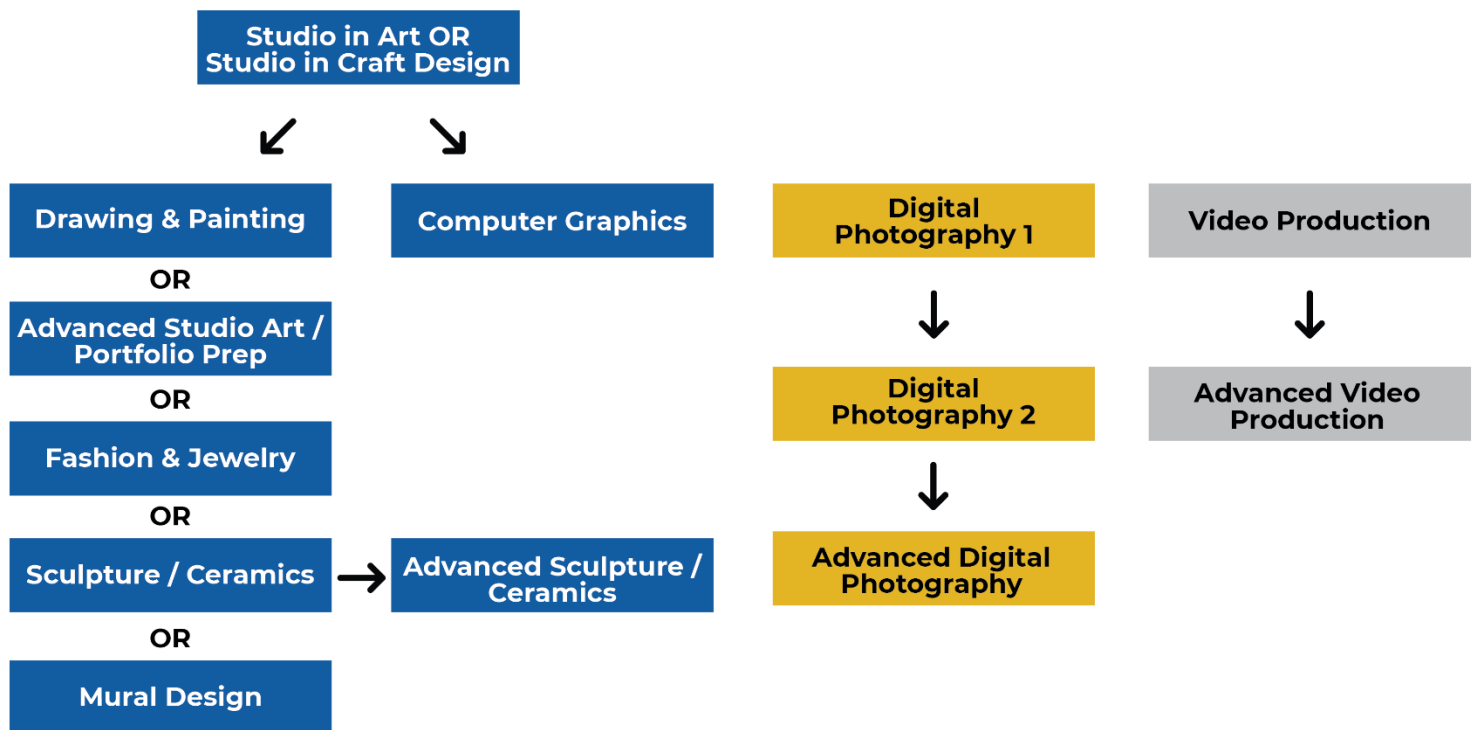 Studio in Art OR
Studio in Craft Design
Drawing & Painting
Computer Graphics
Digital
Photography 1
Video Production
OR
Advanced Studio Art /
Portfolio Prep
Digital
Photography 2
Advanced Video
Production
OR
Fashion & Jewelry
OR
Sculpture / Ceramics
Advanced Sculpture /
Ceramics
Advanced Digital
Photography
OR
Mural Design